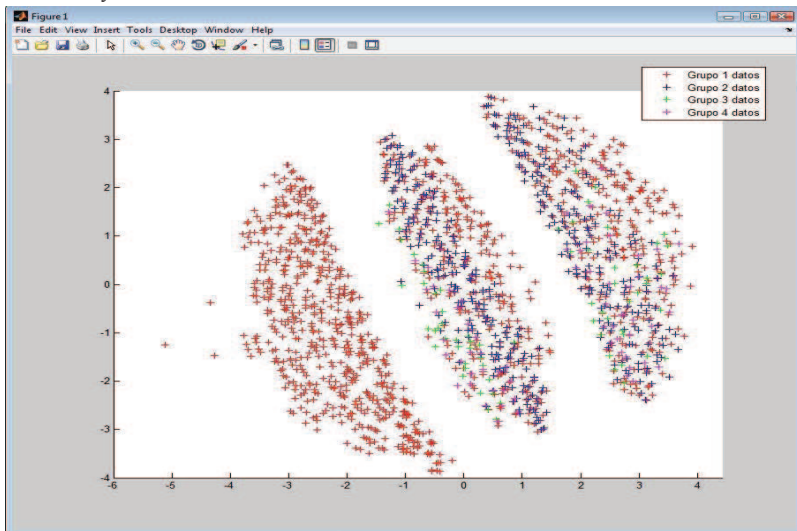 Figure 1
File Edit View Insert Tools Desktop Window Help
Grupo 1 datos
Grupo 2 datos
Grupo 3 datos
Grupo 4 datos
4
3
2
1
0
-1
-2
-3
-4
-6 -5 -4 -3 -2 -1 0 1 2 3 4